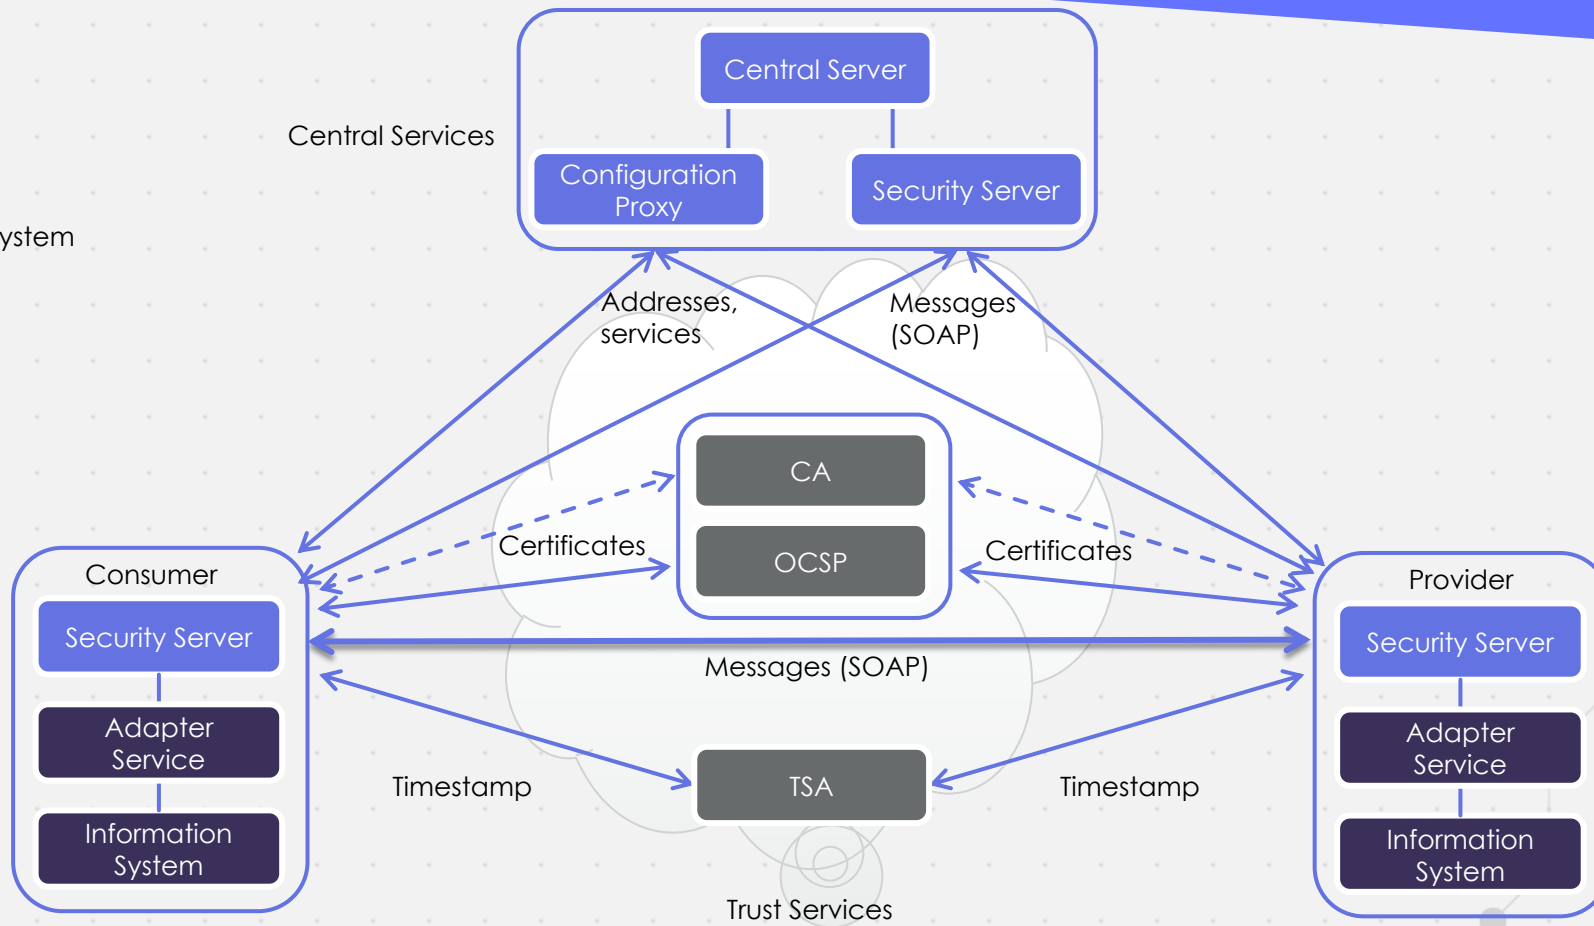 Central Server
Central Services
Configuration
Proxy
Security Server
ystem
Addresses,
services
Messages
(SOAP)
CA
OCSP
Certificates
Certificates
Consumer
Security Server
Adapter
Service
Information
System
Messages (SOAP)
Provider
Security Server
Adapter
Service
Information
System
Timestamp
TSA
Timestamp
Trust Services